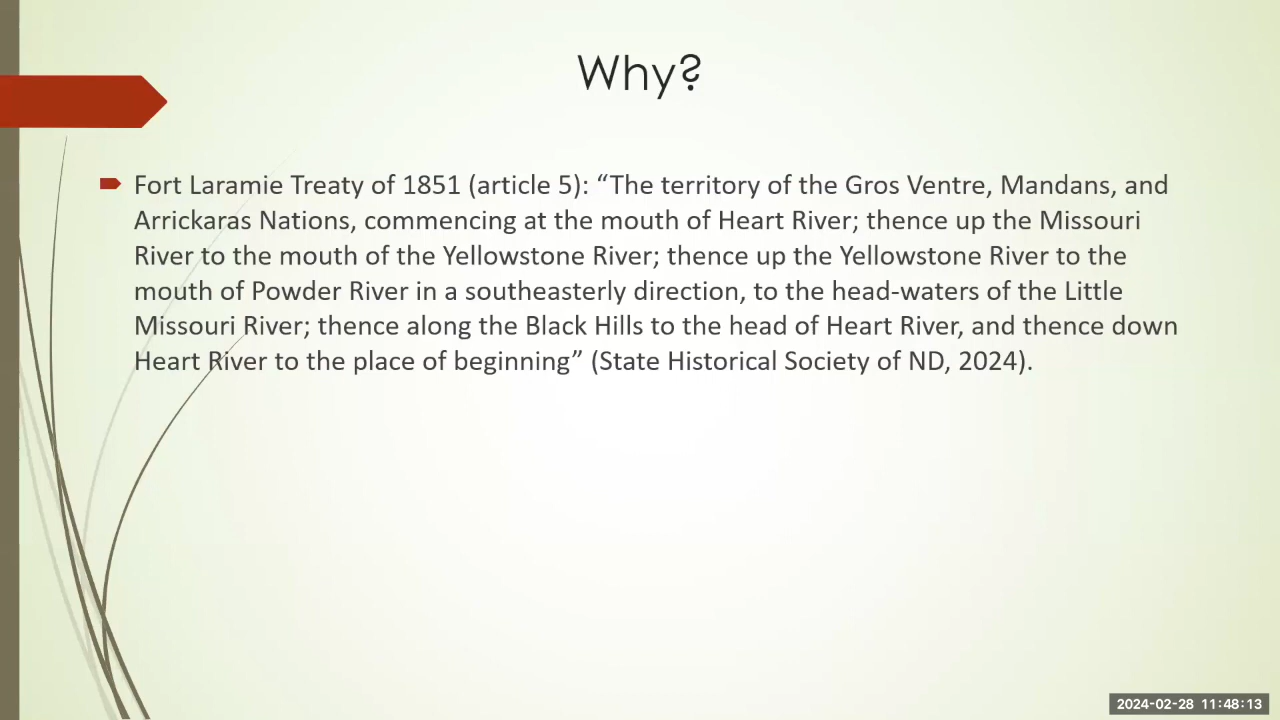 Why?
Fort Laramie Treaty of 1851 (article 5): “The territory of the Gros Ventre, Mandans, and
Arrickaras Nations, commencing at the mouth of Heart River; thence up the Missouri
River to the mouth of the Yellowstone River; thence up the Yellowstone River to the
mouth of Powder River in a southeasterly direction, to the head-waters of the Little
Missouri River; thence along the Black Hills to the head of Heart River, and thence down
Heart River to the place of beginning” (State Historical Society of ND, 2024).
2024-02-28 11:48:13